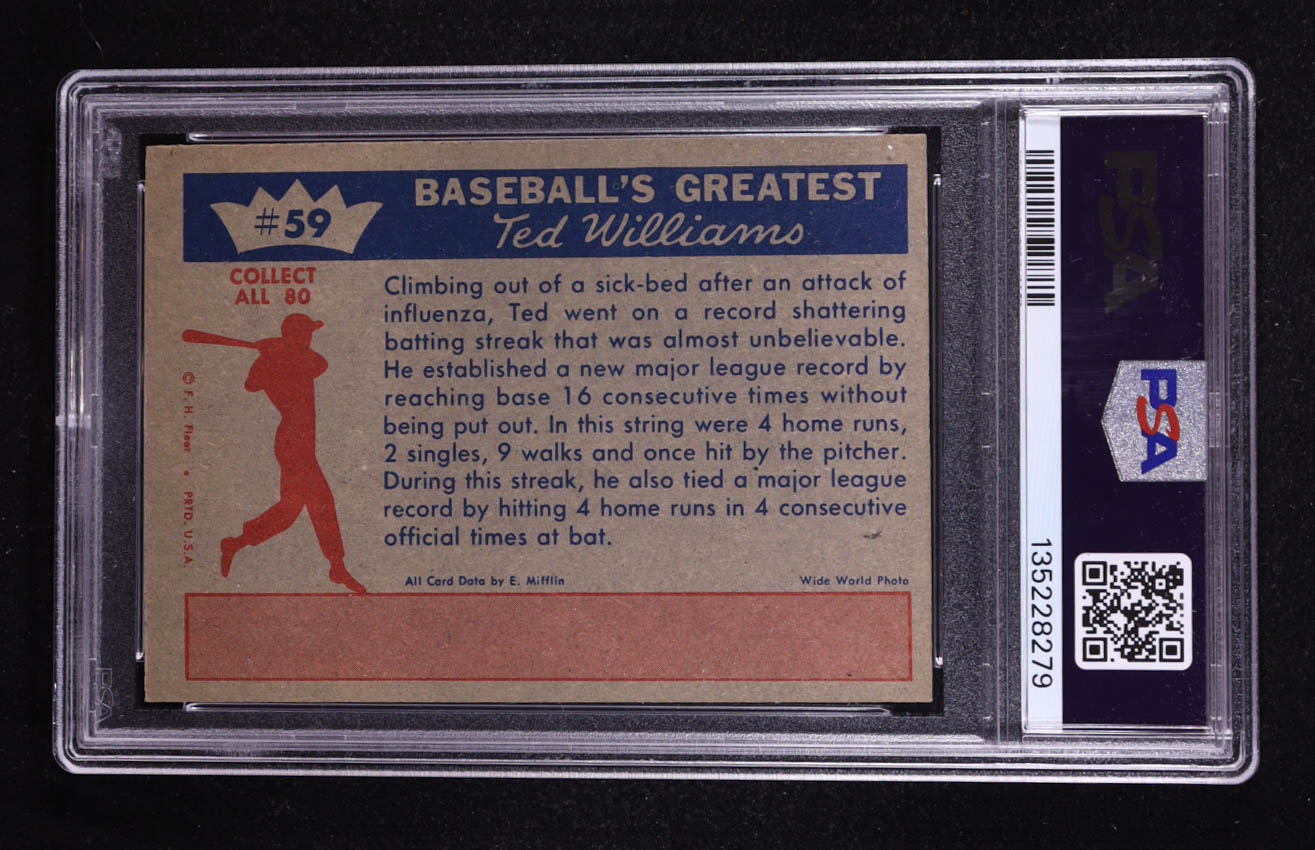 #59
BASEBALL'S GREATEST
Ted Williams
COLLECT
ALL 80
Climbing out of a sick-bed after an attack of
influenza, Ted went on a record shattering
batting streak that was almost unbelievable.
He established a new major league record by
reaching base 16 consecutive times without
being put out. In this string were 4 home runs,
2 singles, 9 walks and once hit by the pitcher.
During this streak, he also tied a major league
record by hitting 4 home runs in 4 consecutive
official times at bat.
© F. H. Fleer • PRTD. U.S.A.
All Card Data by E. Mifflin
Wide World Photo
PSA
PSA
135228279
PSA